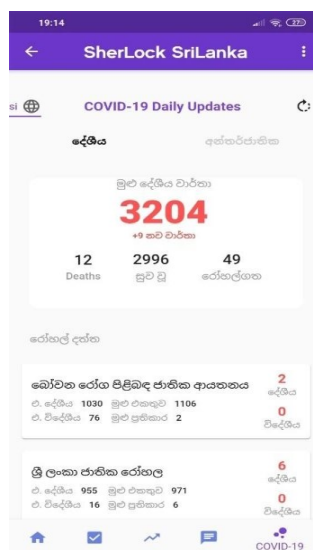 19:14
27
SherLock SriLanka
si
COVID-19 Daily Updates
දේශීය අන්තර්ජාතික
මුළු දේශීය වාර්තා
3204
+9 නව වාර්තා
12 2996 49
Deaths සුව වූ රෝහල්ගත
රෝහල් දත්ත
බෝවන රෝග පිළිබඳ ජාතික ආයතනය
2
දේශීය
එ. දේශීය 1030 මුළු එකතුව 1106
එ. විදේශීය 76 මුළු ප්‍රතිකාර 2
0
විදේශීය
ශ්‍රී ලංකා ජාතික රෝහල
6
දේශීය
එ. දේශීය 955 මුළු එකතුව 971
එ. විදේශීය 16 මුළු ප්‍රතිකාර 6
0
විදේශීය
COVID-19